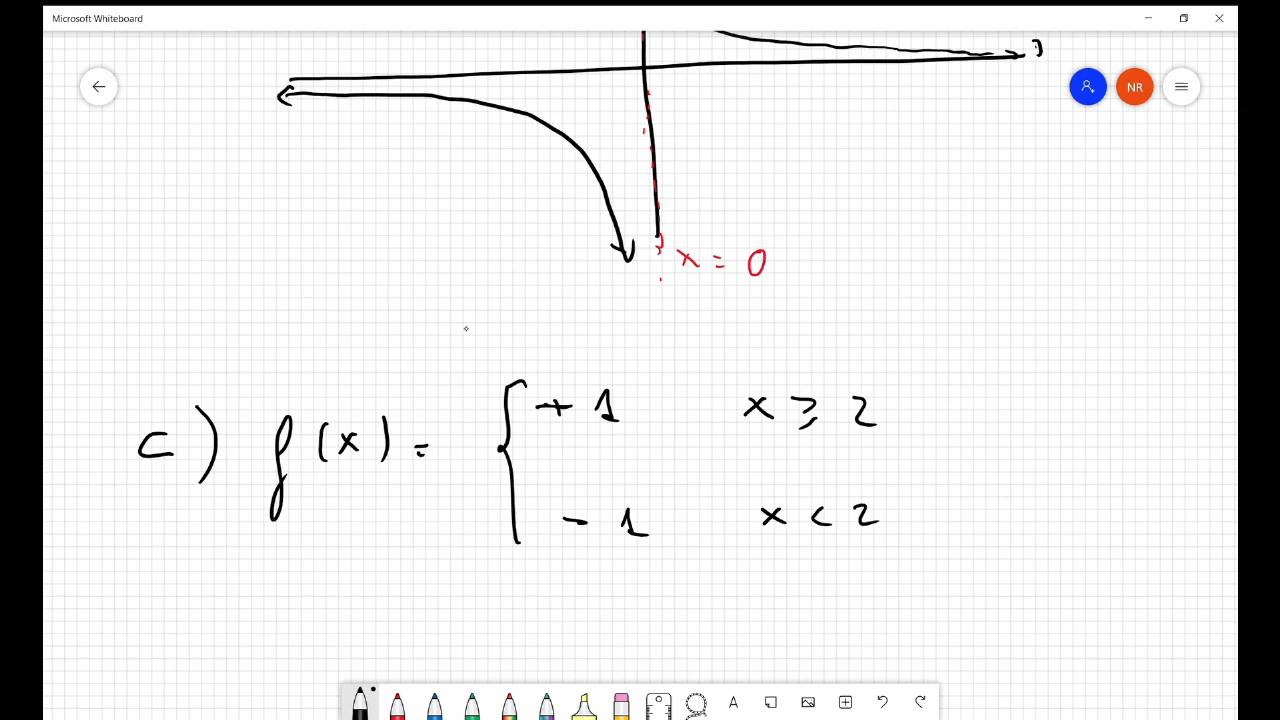 Microsoft Whiteboard
NR
x = 0
c) f(x) = { +1 x ≥ 2
-1 x < 2
A